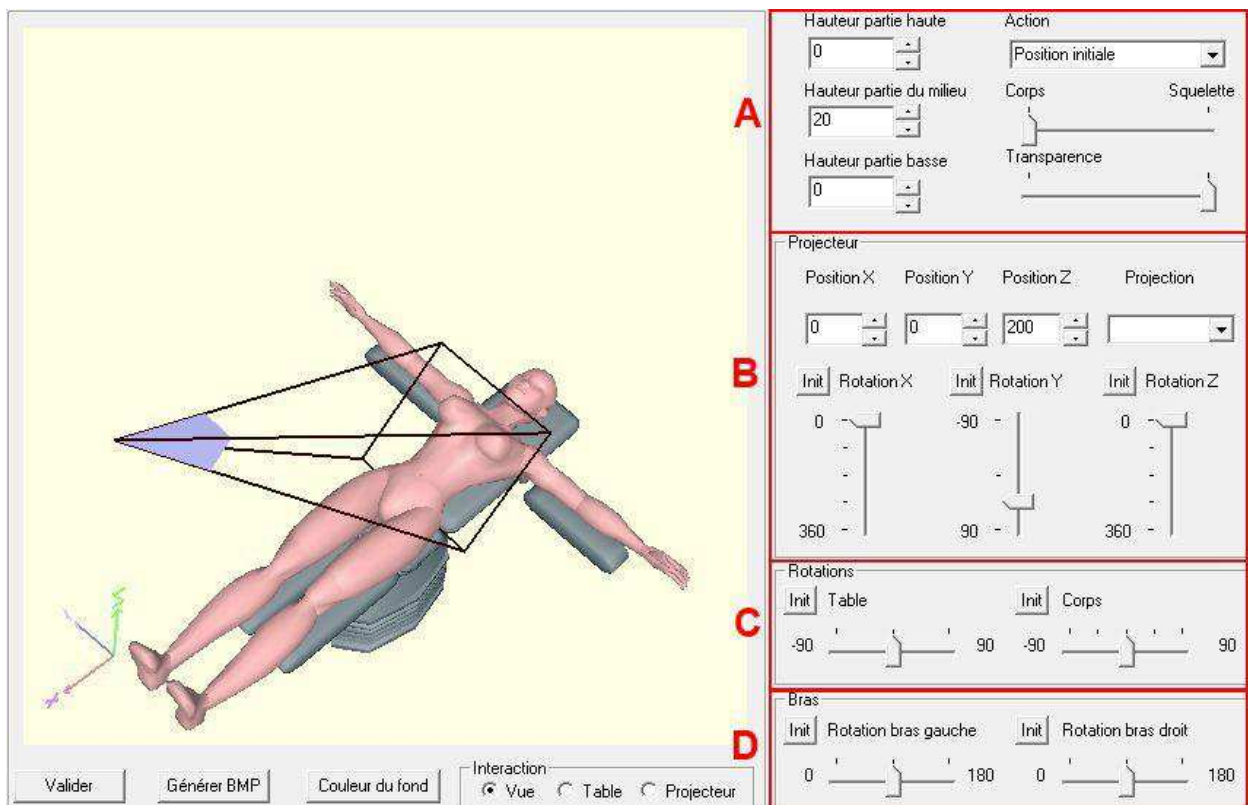 A
Hauteur partie haute
0
Action
Position initiale
Hauteur partie du milieu
20
Corps
Squelette
Hauteur partie basse
0
Transparence
B
Projecteur
Position X
Position Y
Position Z
Projection
0
0
200
Init
Rotation X
Init
Rotation Y
Init
Rotation Z
0
-90
0
360
90
360
C
Rotations
Init
Table
Init
Corps
-90
90
-90
90
D
Bras
Init
Rotation bras gauche
Init
Rotation bras droit
0
180
0
180
X
Valider
Générer BMP
Couleur du fond
Interaction
Vue
Table
Projecteur